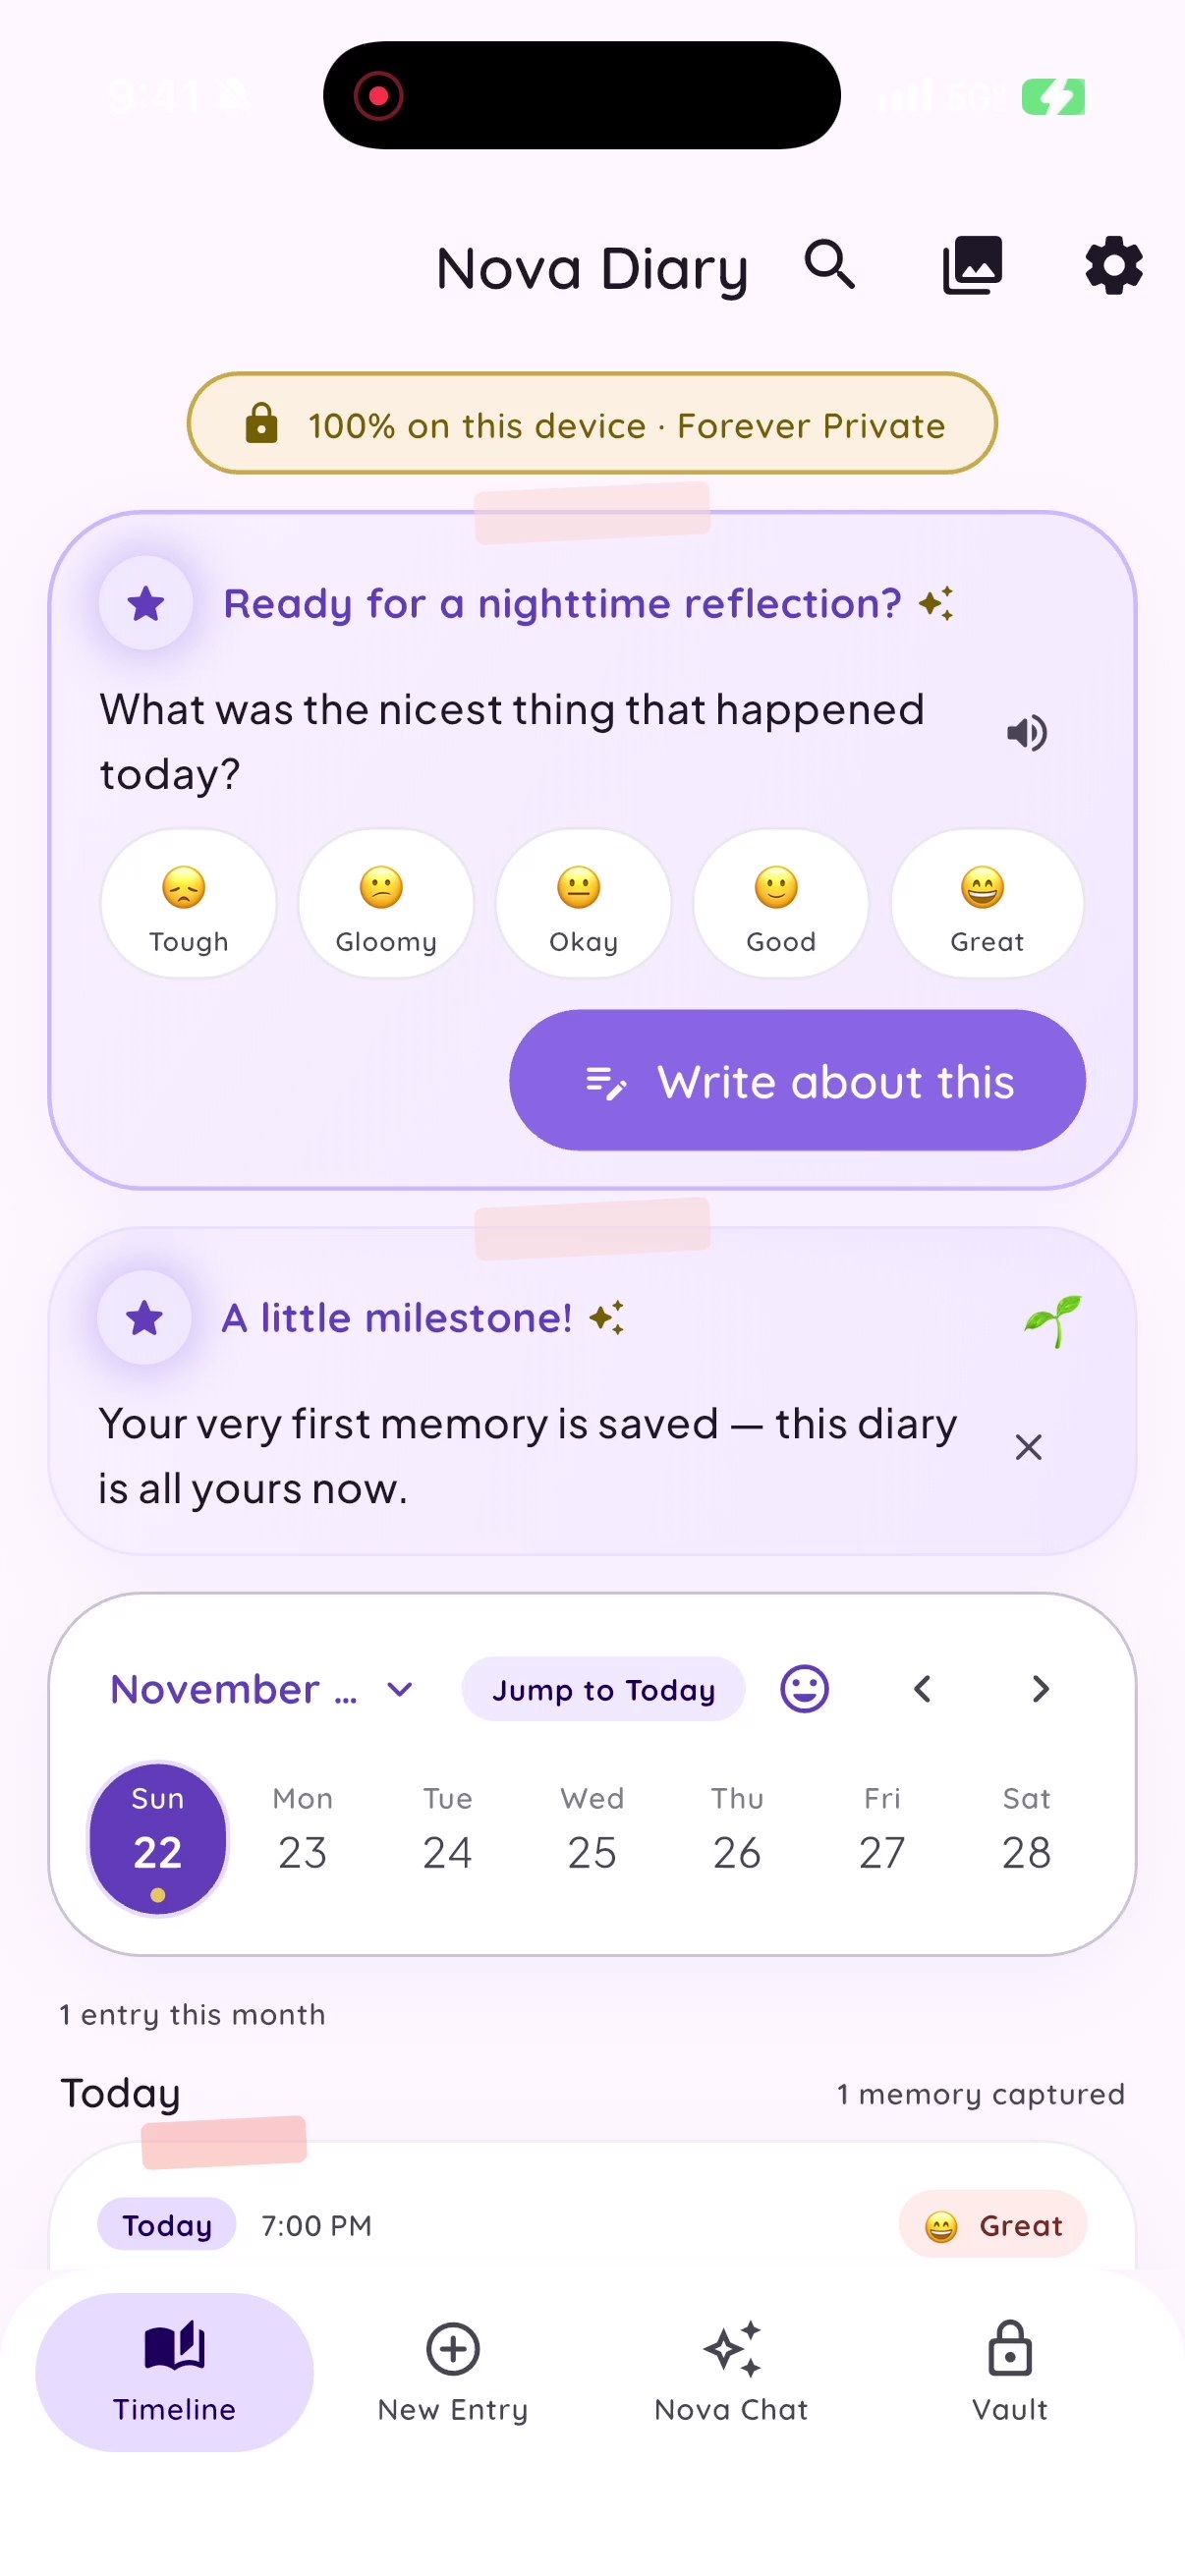 9:41
5G
Nova Diary
100% on this device · Forever Private
Ready for a nighttime reflection?
What was the nicest thing that happened
today?
Tough Gloomy Okay Good Great
Write about this
A little milestone!
Your very first memory is saved — this diary
is all yours now.
November ... Jump to Today
Sun Mon Tue Wed Thu Fri Sat
22 23 24 25 26 27 28
1 entry this month
Today 1 memory captured
Today 7:00 PM Great
Timeline New Entry Nova Chat Vault